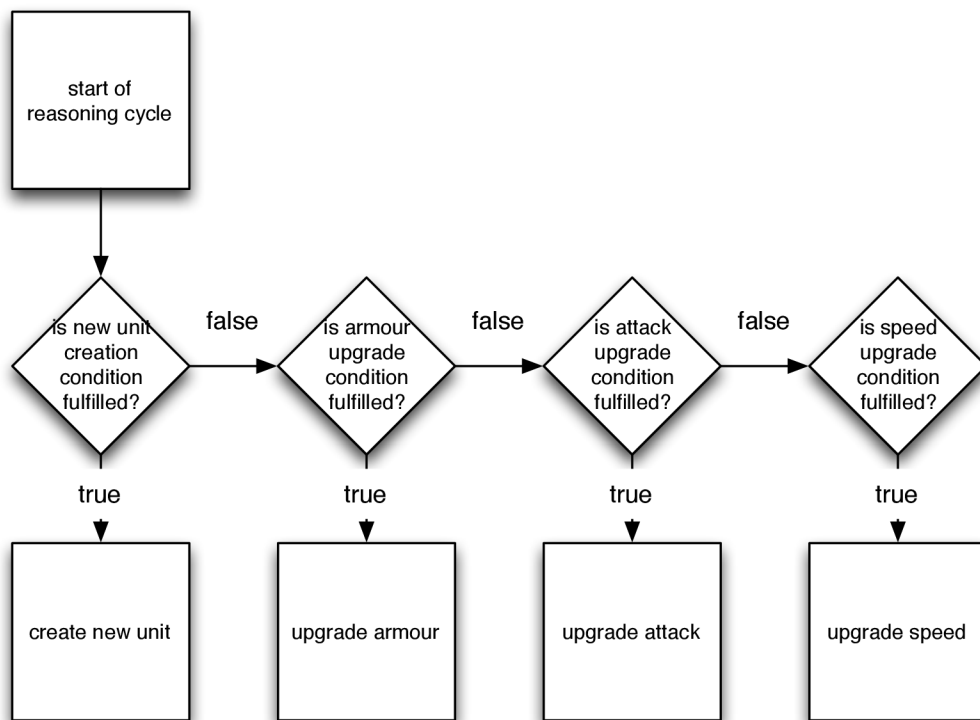 start of
reasoning cycle
is new unit
creation
condition
fulfilled?
false
is armour
upgrade
condition
fulfilled?
false
is attack
upgrade
condition
fulfilled?
false
is speed
upgrade
condition
fulfilled?
true
true
true
true
create new unit
upgrade armour
upgrade attack
upgrade speed